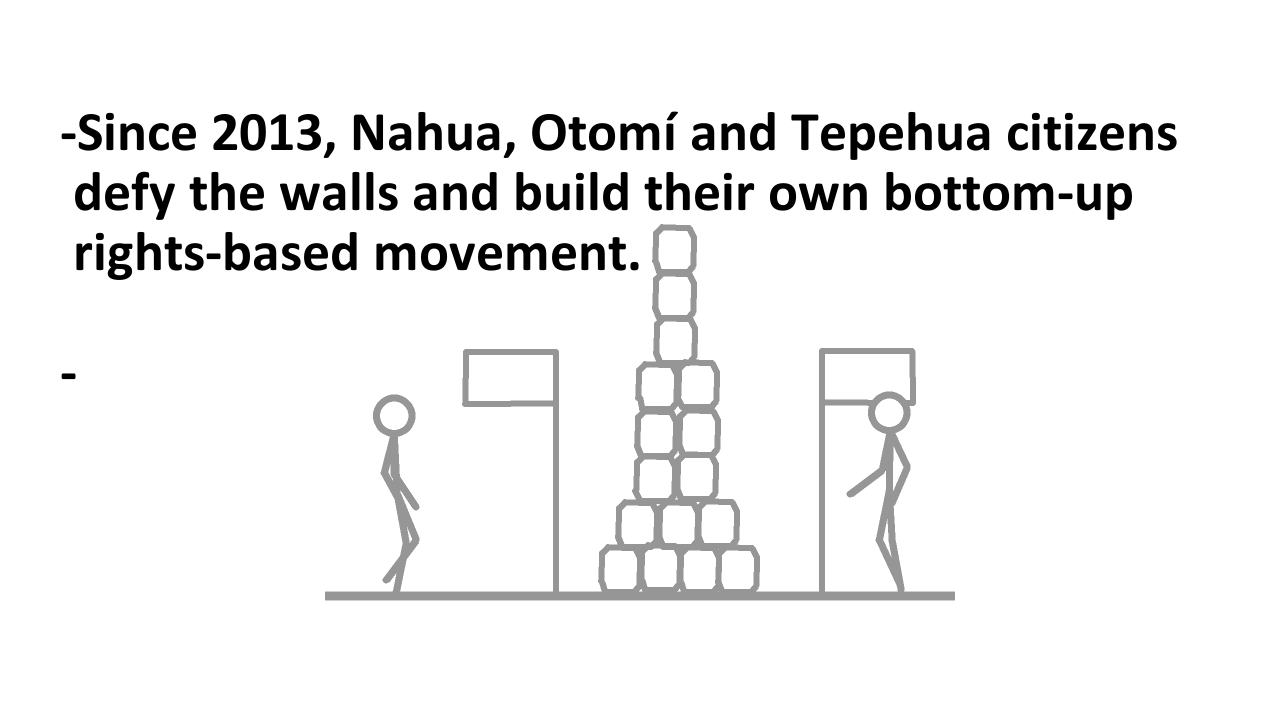 -Since 2013, Nahua, Otomí and Tepehua citizens
defy the walls and build their own bottom-up
rights-based movement.
-